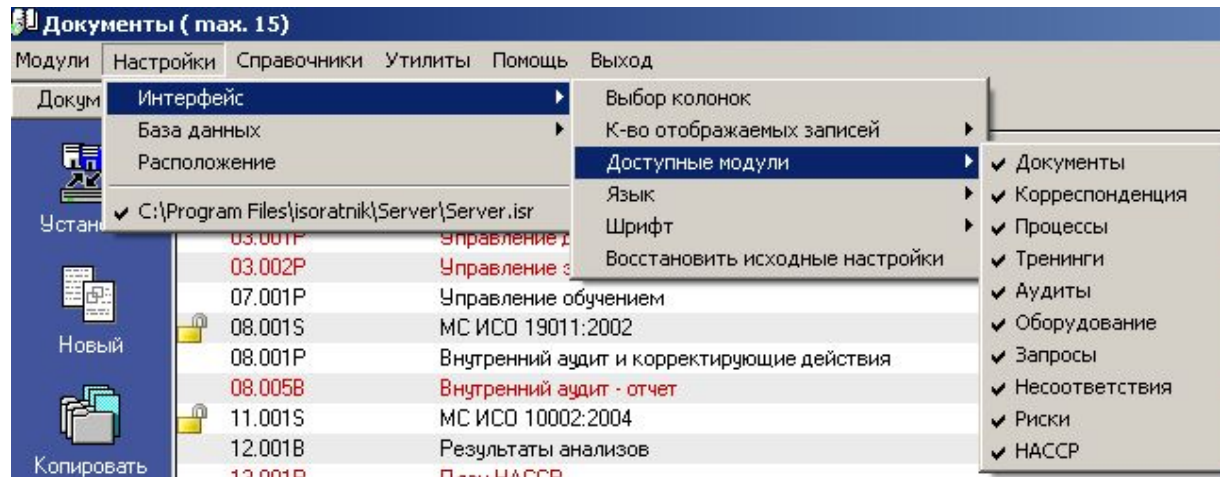 Документы ( max. 15)
Модули Настройки Справочники Утилиты Помощь Выход
Докум
Интерфейс
База данных
Расположение
C:\Program Files\isoratnik\Server\Server.isr
Выбор колонок
К-во отображаемых записей
Доступные модули
Язык
Шрифт
Восстановить исходные настройки
Документы
Корреспонденция
Процессы
Тренинги
Аудиты
Оборудование
Запросы
Несоответствия
Риски
HACCP
Новый
Копировать
03.001P Управление
03.002P Управление
07.001P Управление обучением
08.001S МС ИСО 19011:2002
08.001P Внутренний аудит и корректирующие действия
08.005B Внутренний аудит - отчет
11.001S МС ИСО 10002:2004
12.001B Результаты анализов